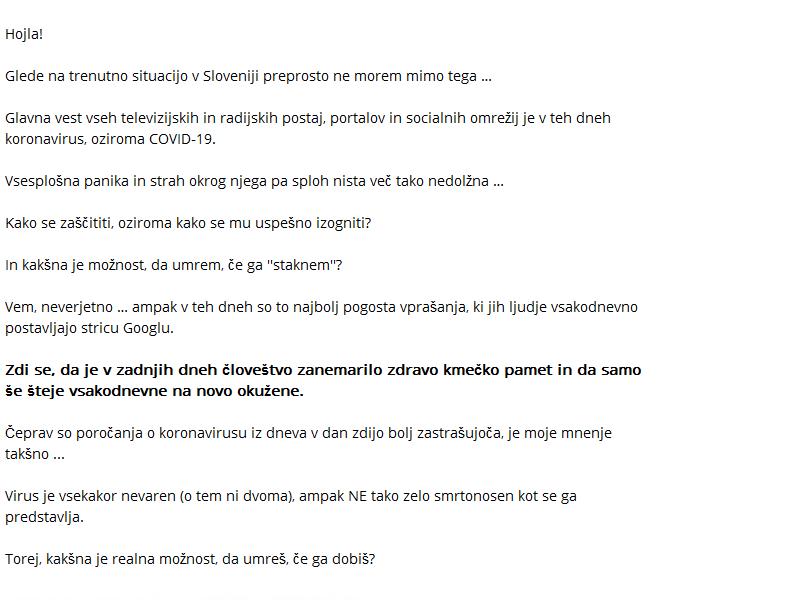 Hojla!
Glede na trenutno situacijo v Sloveniji preprosto ne morem mimo tega ...
Glavna vest vseh televizijskih in radijskih postaj, portalov in socialnih omrežij je v teh dneh
koronavirus, oziroma COVID-19.
Vsesplošna panika in strah okrog njega pa sploh nista več tako nedolžna ...
Kako se zaščititi, oziroma kako se mu uspešno izogniti?
In kakšna je možnost, da umrem, če ga "staknem"?
Vem, neverjetno ... ampak v teh dneh so to najbolj pogosta vprašanja, ki jih ljudje vsakodnevno
postavljajo stricu Googlu.
Zdi se, da je v zadnjih dneh človeštvo zanemarilo zdravo kmečko pamet in da samo
še šteje vsakodnevne na novo okužene.
Čeprav so poročanja o koronavirusu iz dneva v dan zdijo bolj zastrašujoča, je moje mnenje
takšno ...
Virus je vsekakor nevaren (o tem ni dvoma), ampak NE tako zelo smrtonosen kot se ga
predstavlja.
Torej, kakšna je realna možnost, da umreš, če ga dobiš?